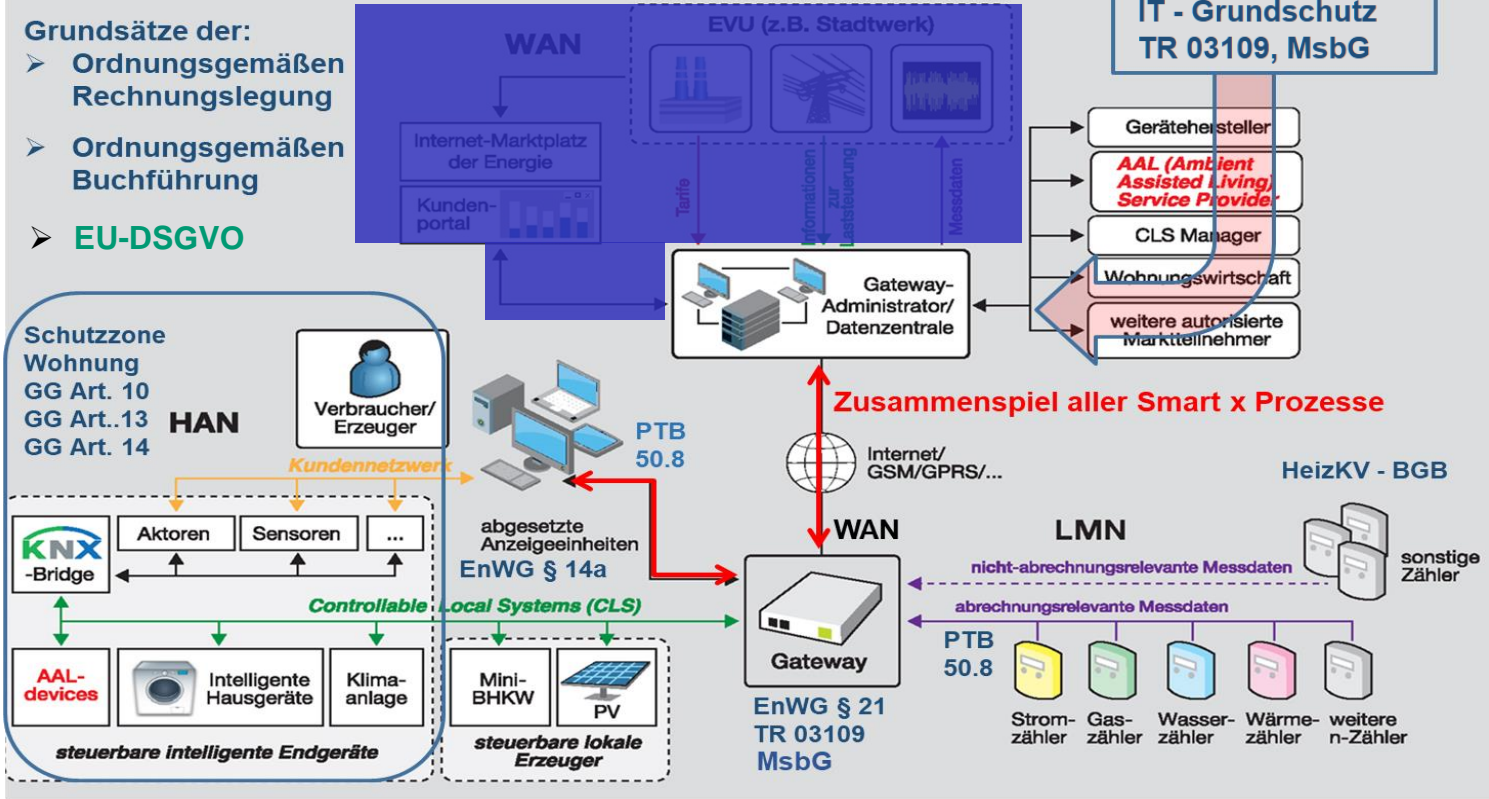 Grundsätze der:
Ordnungsgemäßen
Rechnungslegung
Ordnungsgemäßen
Buchführung
EU-DSGVO
WAN
EVU (z.B. Stadtwerk)
Internet-Marktplatz
der Energie
Kunden-
portal
Tarife
Informationen
zur
Laststeuerung
Messdaten
IT - Grundschutz
TR 03109, MsbG
Gerätehersteller
AAL (Ambient
Assisted Living)
Service Provider
CLS Manager
Wohnungswirtschaft
weitere autorisierte
Marktteilnehmer
Gateway-
Administrator/
Datenzentrale
Schutzzone
Wohnung
GG Art. 10
GG Art..13
GG Art. 14
HAN
Verbraucher/
Erzeuger
Kundennetzwerk
PTB
50.8
Zusammenspiel aller Smart x Prozesse
Internet/
GSM/GPRS/...
HeizKV - BGB
KNX
-Bridge
Aktoren
Sensoren
...
abgesetzte
Anzeigeeinheiten
EnWG § 14a
WAN
LMN
nicht-abrechnungsrelevante Messdaten
sonstige
Zähler
abrechnungsrelevante Messdaten
Controllable Local Systems (CLS)
Gateway
PTB
50.8
AAL-
devices
Intelligente
Hausgeräte
Klima-
anlage
Mini-
BHKW
PV
steuerbare intelligente Endgeräte
steuerbare lokale
Erzeuger
EnWG § 21
TR 03109
MsbG
Strom-
zähler
Gas-
zähler
Wasser-
zähler
Wärme-
zähler
weitere
n-Zähler